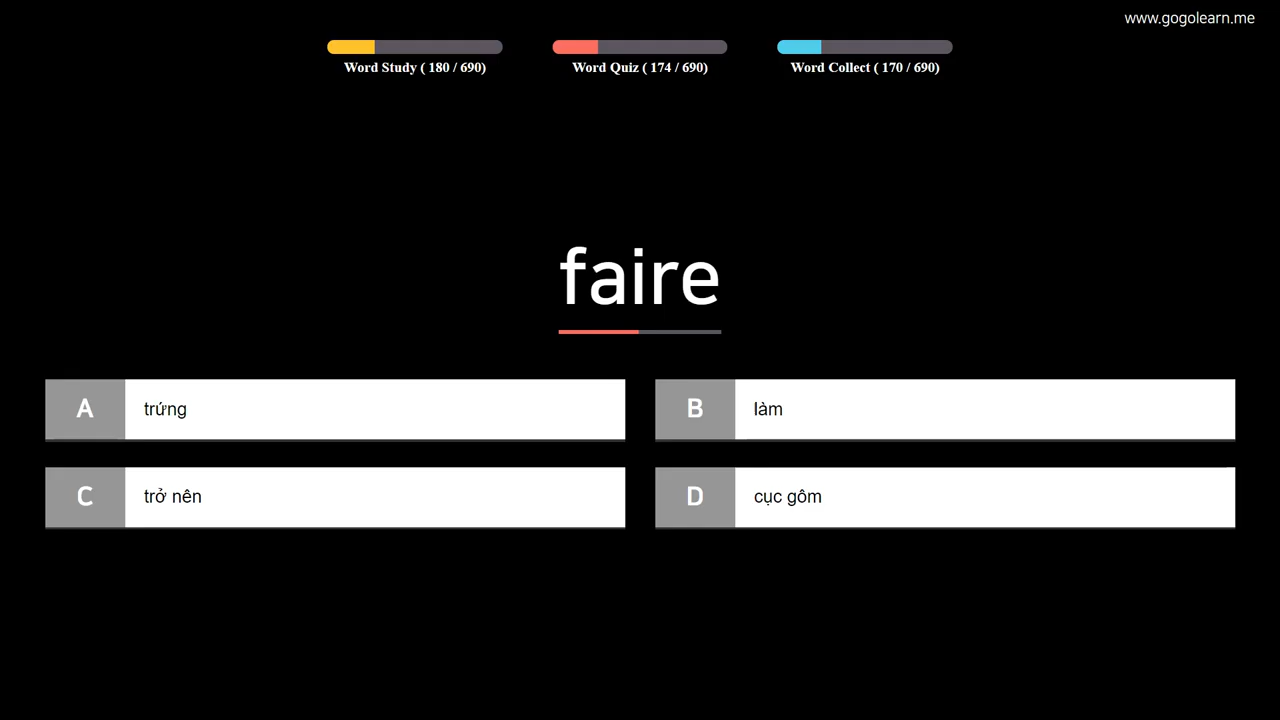 www.gogolearn.me
Word Study ( 180 / 690)
Word Quiz ( 174 / 690)
Word Collect ( 170 / 690)
faire
A trứng
B làm
C trở nên
D cục gôm